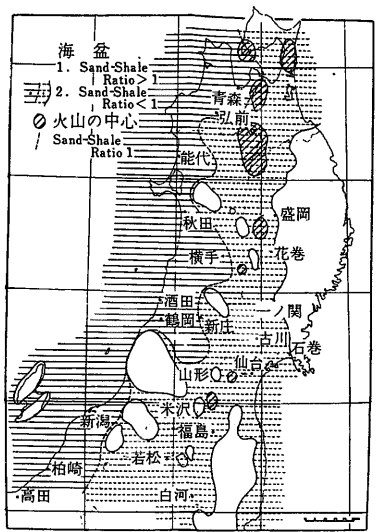 海盆
1. Sand-Shale
Ratio>1
2. Sand-Shale
Ratio<1
火山の中心
Sand-Shale
Ratio 1
青森
弘前
能代
秋田
盛岡
横手
花巻
酒田
鶴岡
新庄
一ノ関
古川
石巻
仙台
山形
米沢
新潟
福島
若松
柏崎
高田
白河